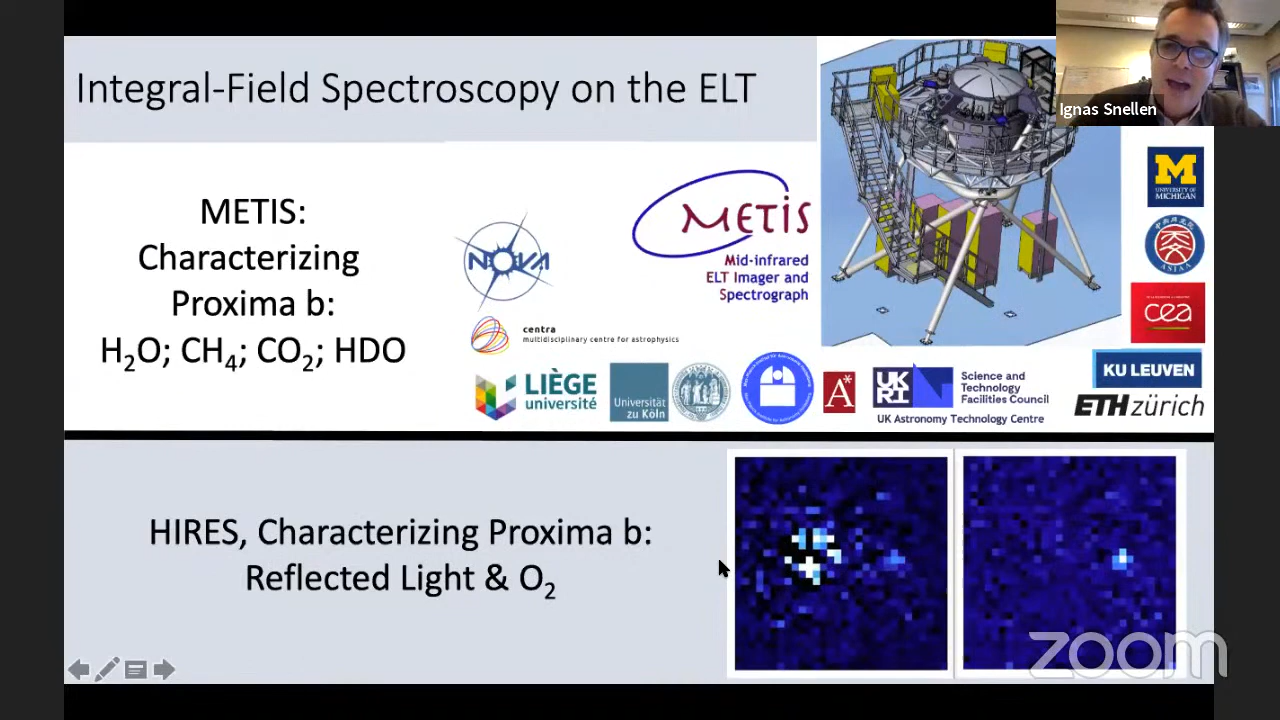 Integral-Field Spectroscopy on the ELT
Ignas Snellen
METIS:
Characterizing
Proxima b:
H₂O; CH₄; CO₂; HDO
NOVA
METIS
Mid-infrared
ELT Imager and
Spectrograph
centra
multidisciplinary centre for astrophysics
LIÈGE
université
Universität
zu Köln
A*
UK
RI
Science and
Technology
Facilities Council
UK Astronomy Technology Centre
M
UNIVERSITY OF
MICHIGAN
ASIAA
cea
KU LEUVEN
ETH zürich
HIRES, Characterizing Proxima b:
Reflected Light & O₂
zoom